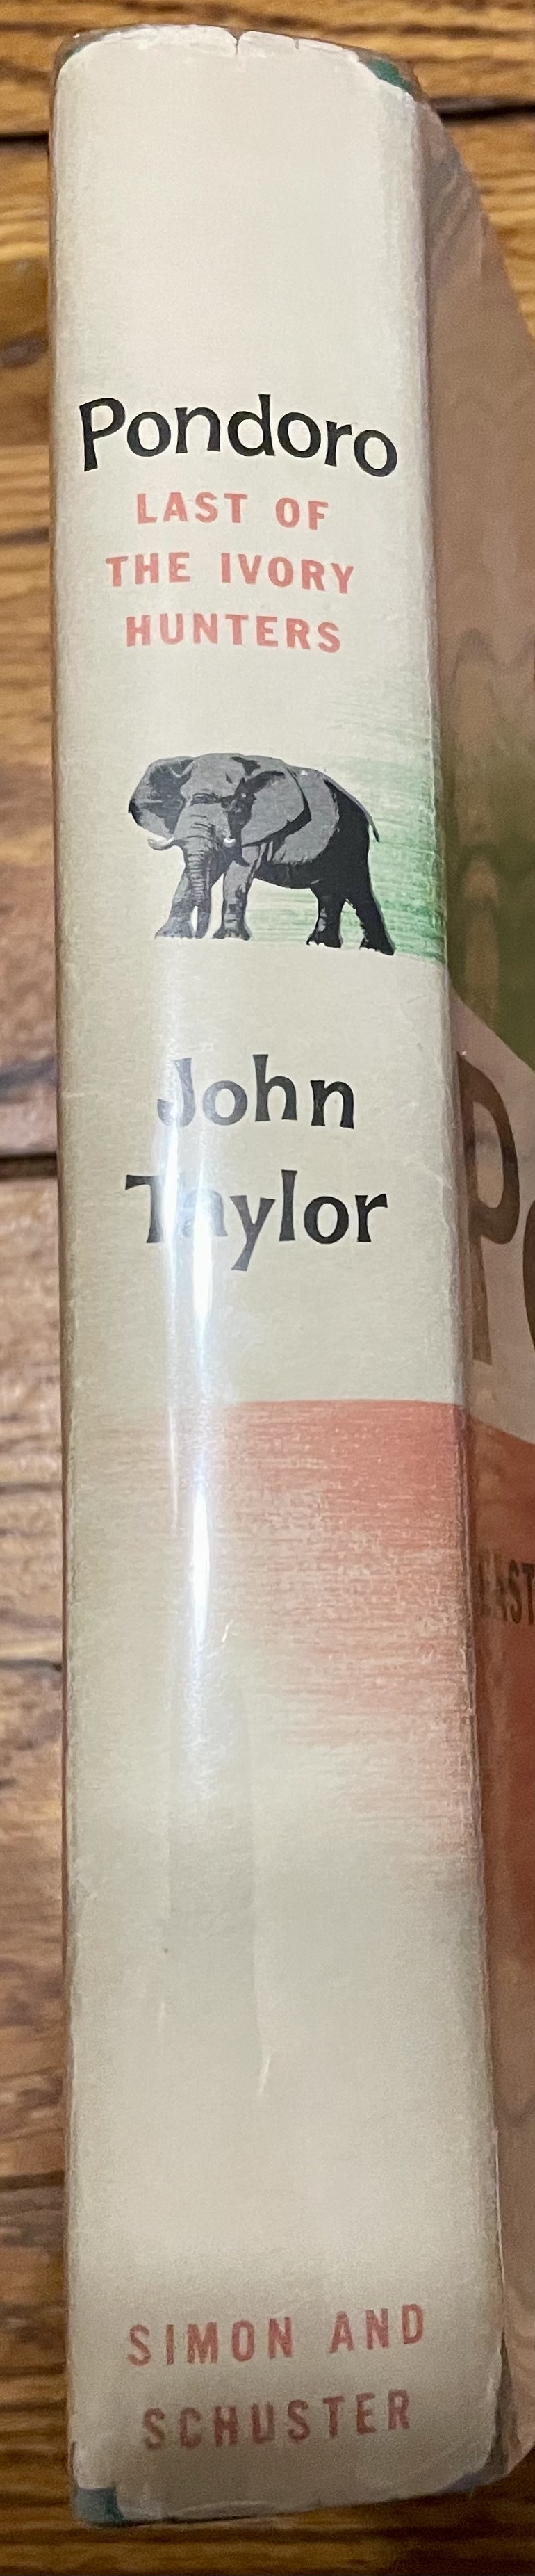 Pondoro
LAST OF
THE IVORY
HUNTERS
John
Taylor
SIMON AND
SCHUSTER